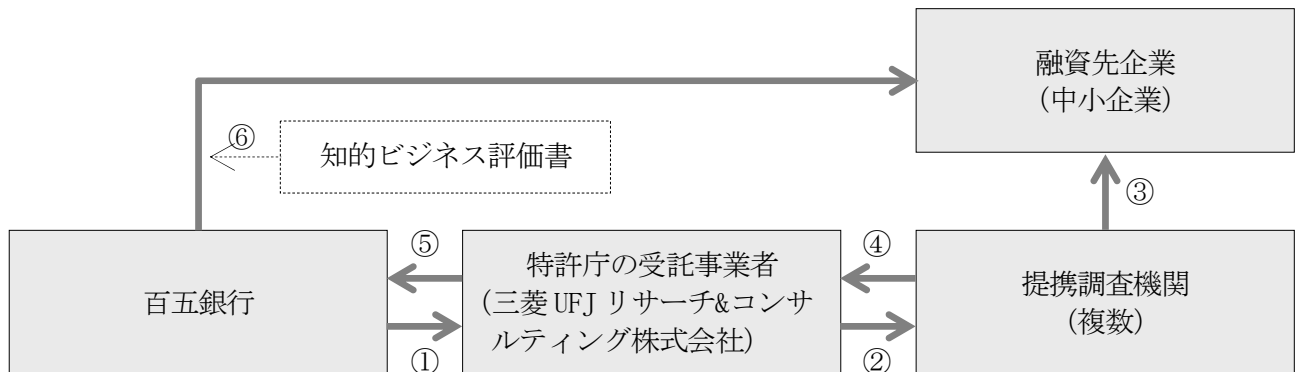 融資先企業
（中小企業）
⑥
知的ビジネス評価書
③
百五銀行
⑤
特許庁の受託事業者
（三菱 UFJ リサーチ&コンサ
ルティング株式会社）
④
提携調査機関
（複数）
①
②